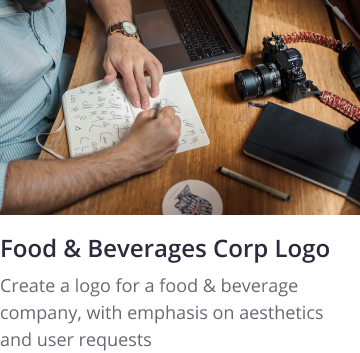 Food & Beverages Corp Logo
Create a logo for a food & beverage
company, with emphasis on aesthetics
and user requests